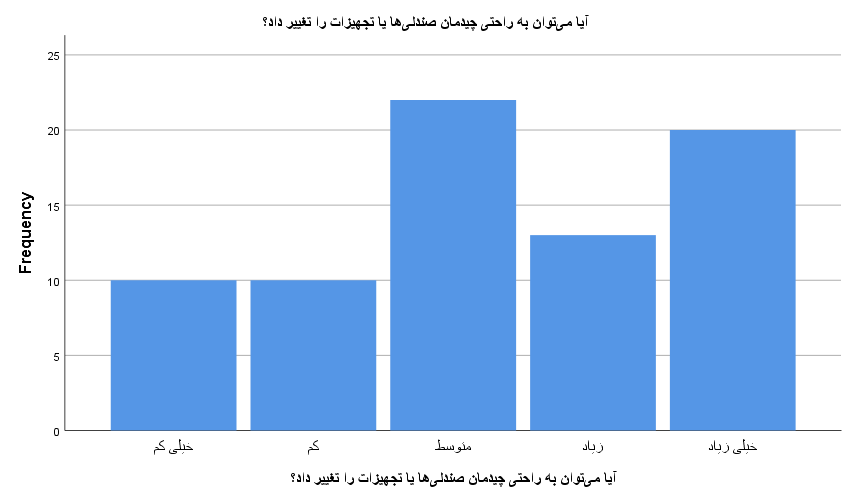 آیا می‌توان به راحتی چیدمان صندلی‌ها یا تجهیزات را تغییر داد؟
25
20
15
10
5
0
Frequency
خیلی کم
کم
متوسط
زیاد
خیلی زیاد
آیا می‌توان به راحتی چیدمان صندلی‌ها یا تجهیزات را تغییر داد؟